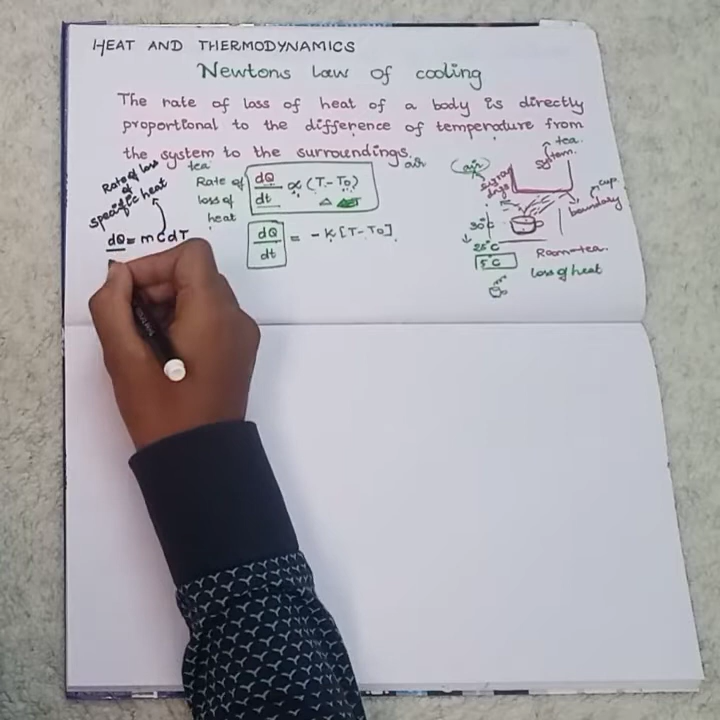 HEAT AND THERMODYNAMICS
Newtons law of cooling
The rate of loss of heat of a body is directly
proportional to the difference of temperature from
the system to the surroundings.
tea
air
Rate of loss
of
specific heat
dQ = mCdT
Rate of
loss of
heat
dQ/dt ∝ (T-T0)
Δ
dQ/dt = -K[T-T0].
(air)
system.
tea.
cup.
boundary
30°C
↓ 25°C
5°C
Room-tea.
loss of heat